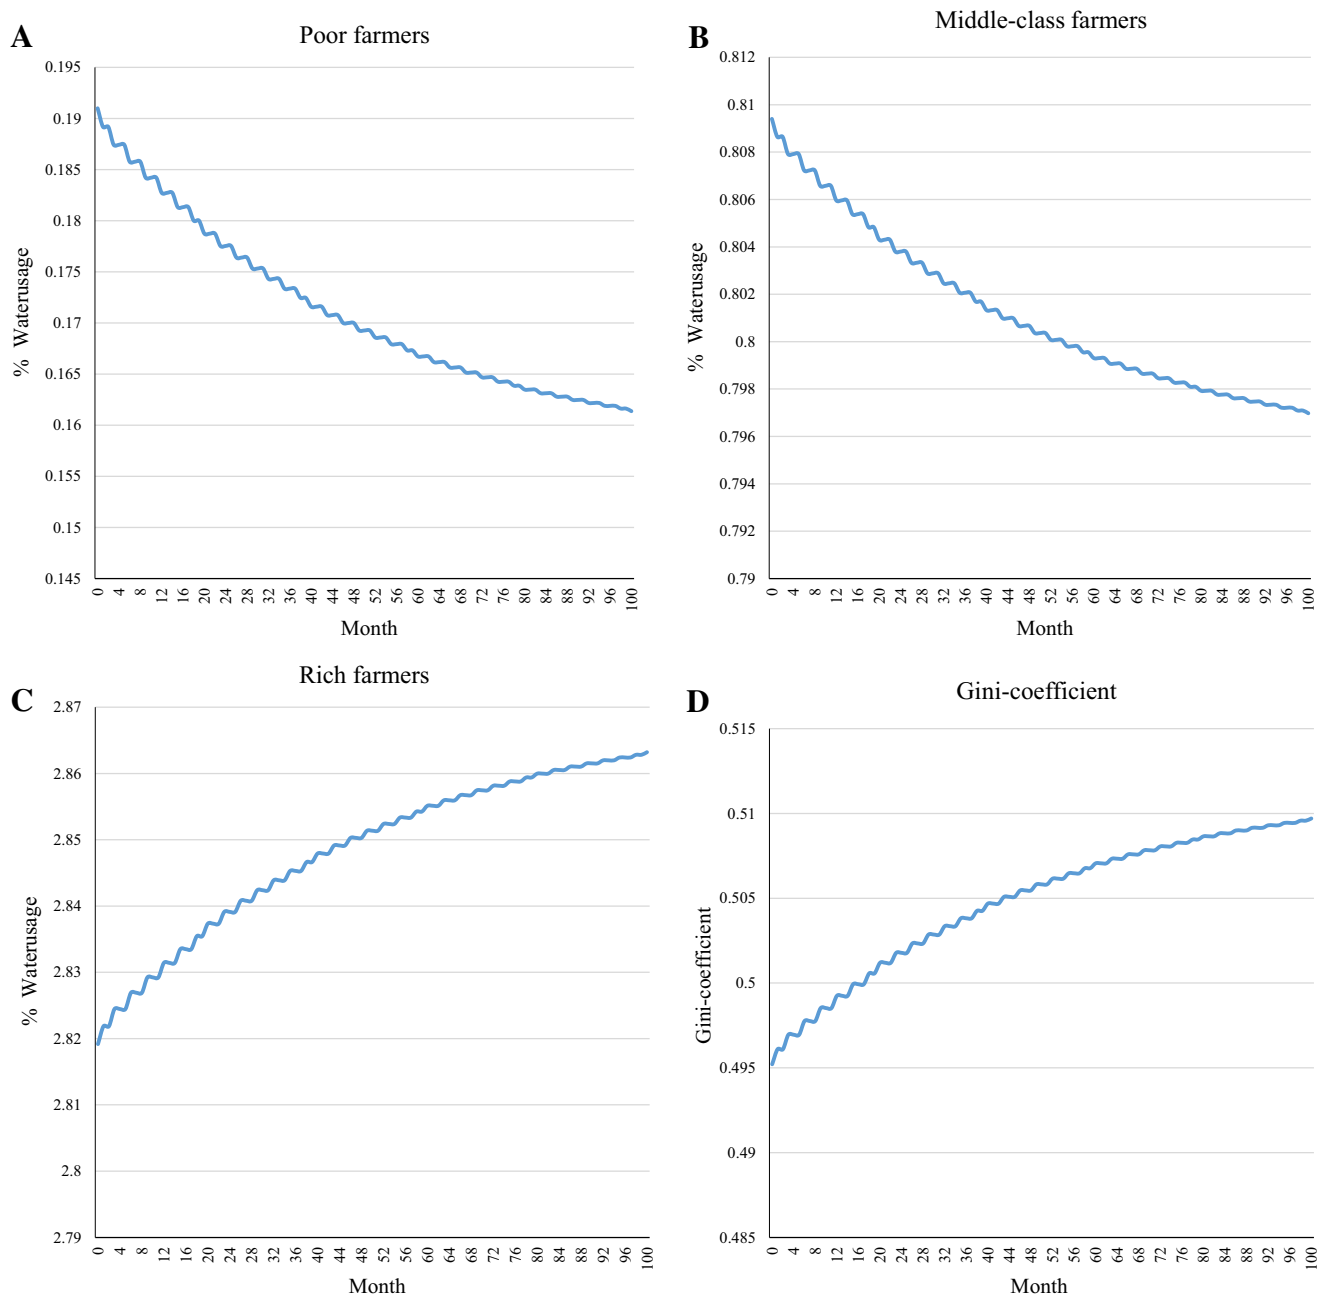 A
Poor farmers
0.195
0.19
0.185
0.18
0.175
0.17
0.165
0.16
0.155
0.15
0.145
% Waterusage
0 4 8 12 16 20 24 28 32 36 40 44 48 52 56 60 64 68 72 76 80 84 88 92 96 100
Month
B
Middle-class farmers
0.812
0.81
0.808
0.806
0.804
0.802
0.8
0.798
0.796
0.794
0.792
0.79
% Waterusage
0 4 8 12 16 20 24 28 32 36 40 44 48 52 56 60 64 68 72 76 80 84 88 92 96 100
Month
C
Rich farmers
2.87
2.86
2.85
2.84
2.83
2.82
2.81
2.8
2.79
% Waterusage
0 4 8 12 16 20 24 28 32 36 40 44 48 52 56 60 64 68 72 76 80 84 88 92 96 100
Month
D
Gini-coefficient
0.515
0.51
0.505
0.5
0.495
0.49
0.485
Gini-coefficient
0 4 8 12 16 20 24 28 32 36 40 44 48 52 56 60 64 68 72 76 80 84 88 92 96 100
Month